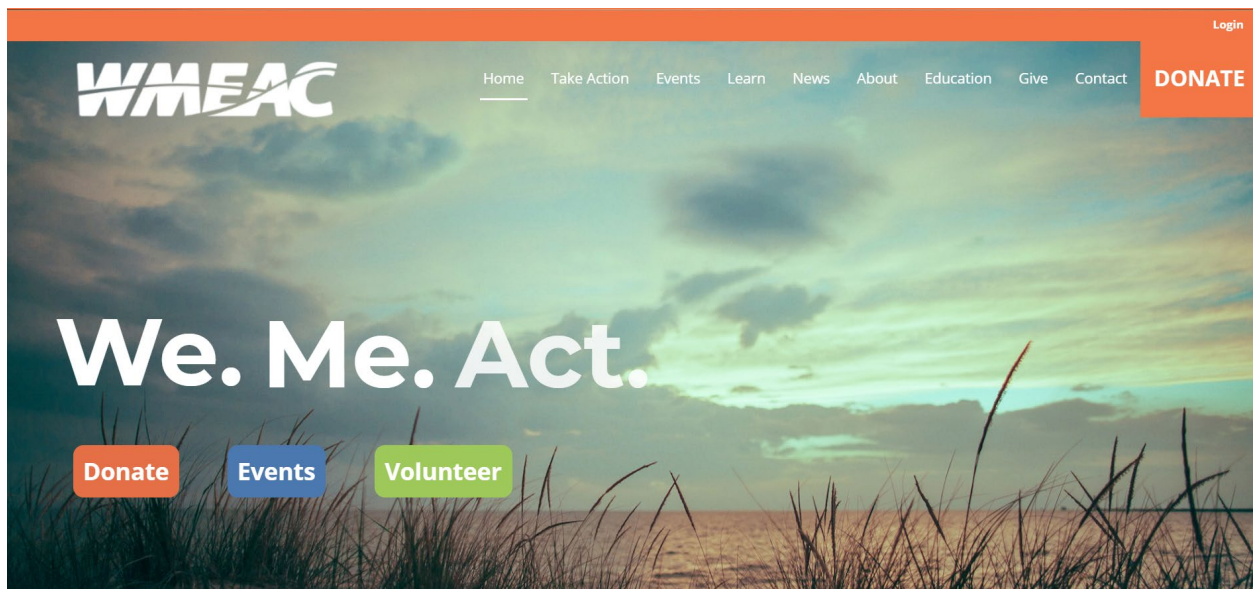 Login
WMEAC
Home Take Action Events Learn News About Education Give Contact DONATE
We. Me. Act.
Donate Events Volunteer